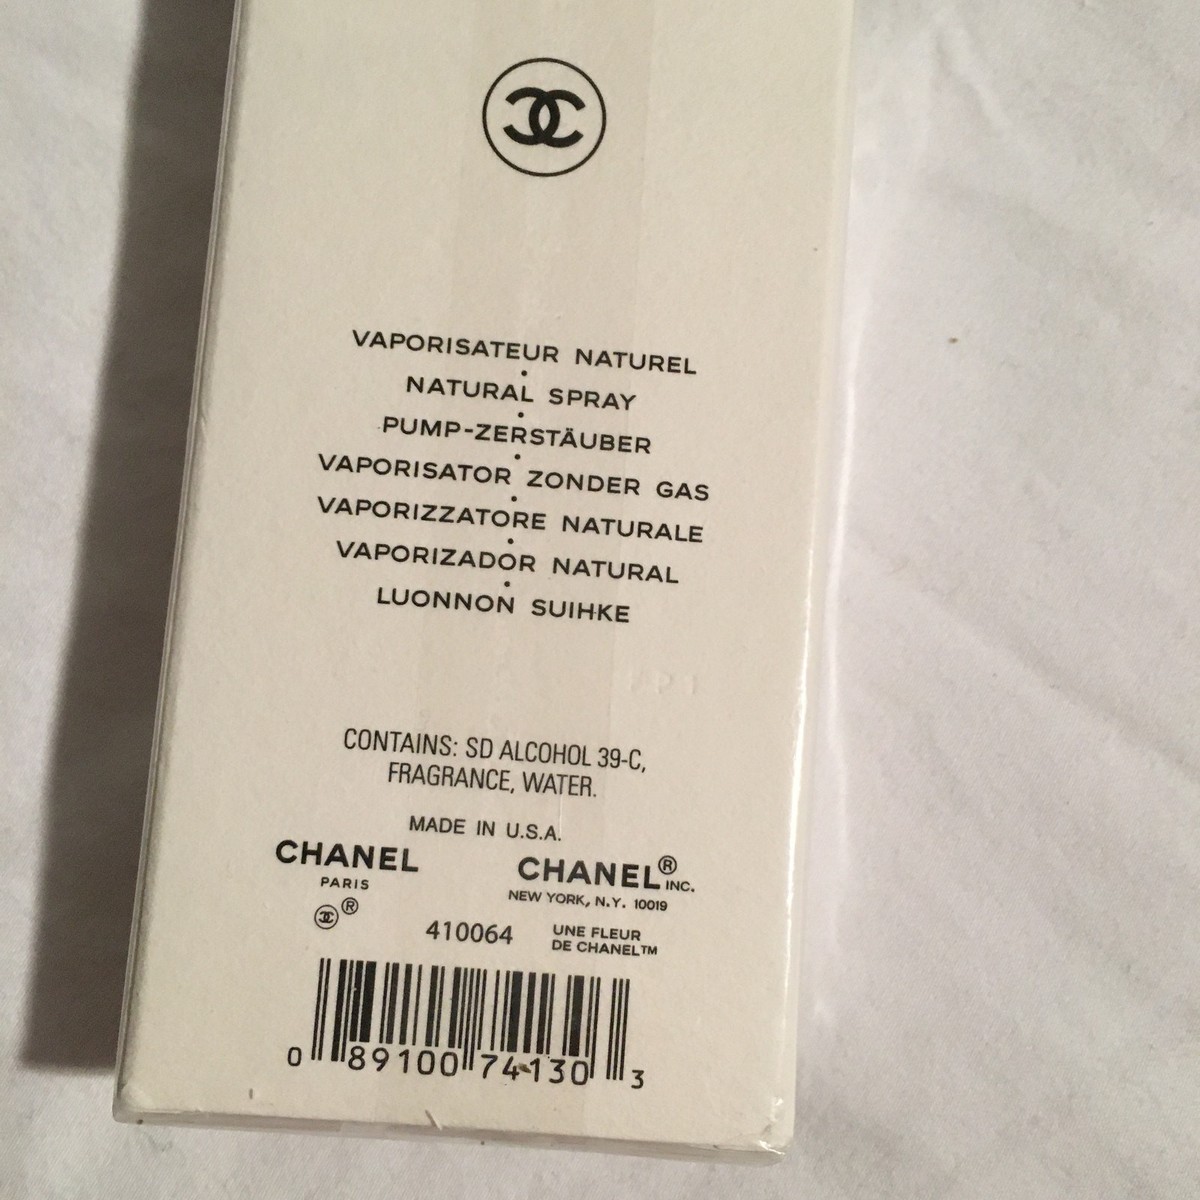 VAPORISATEUR NATUREL
•
NATURAL SPRAY
•
PUMP-ZERSTÄUBER
•
VAPORISATOR ZONDER GAS
•
VAPORIZZATORE NATURALE
•
VAPORIZADOR NATURAL
•
LUONNON SUIHKE
CONTAINS: SD ALCOHOL 39-C,
FRAGRANCE, WATER.
MADE IN U.S.A.
CHANEL
PARIS
®
CHANEL® INC.
NEW YORK, N.Y. 10019
410064
UNE FLEUR
DE CHANEL™
0 89100 74130 3